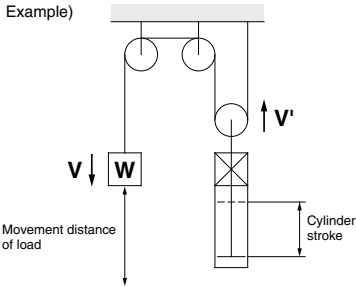 Example)
V'
V
W
Movement distance
of load
Cylinder
stroke